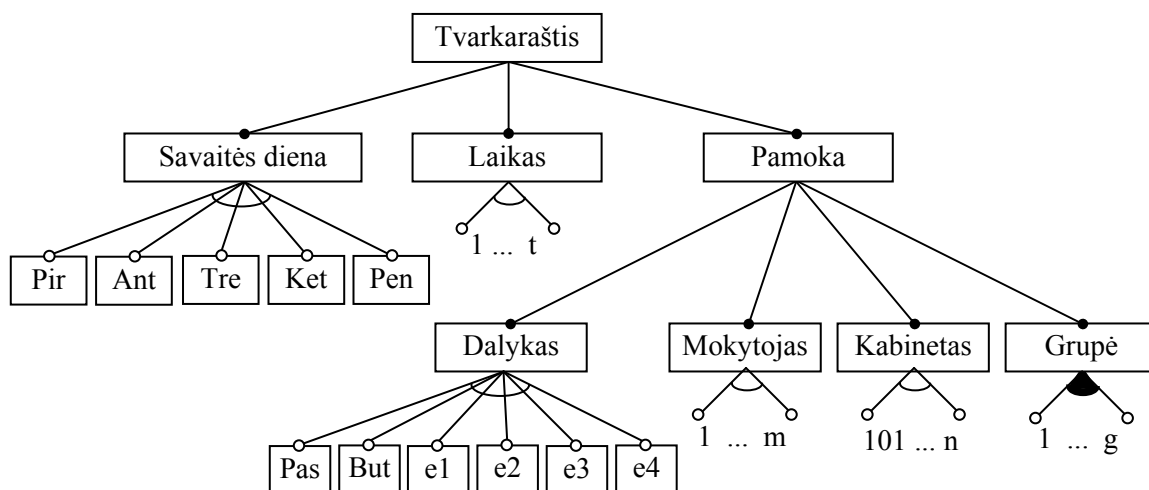 Tvarkaraštis
Savaitės diena
Laikas
Pamoka
1 ... t
Pir
Ant
Tre
Ket
Pen
Dalykas
Mokytojas
Kabinetas
Grupė
1 ... m
101 ... n
1 ... g
Pas
But
e1
e2
e3
e4